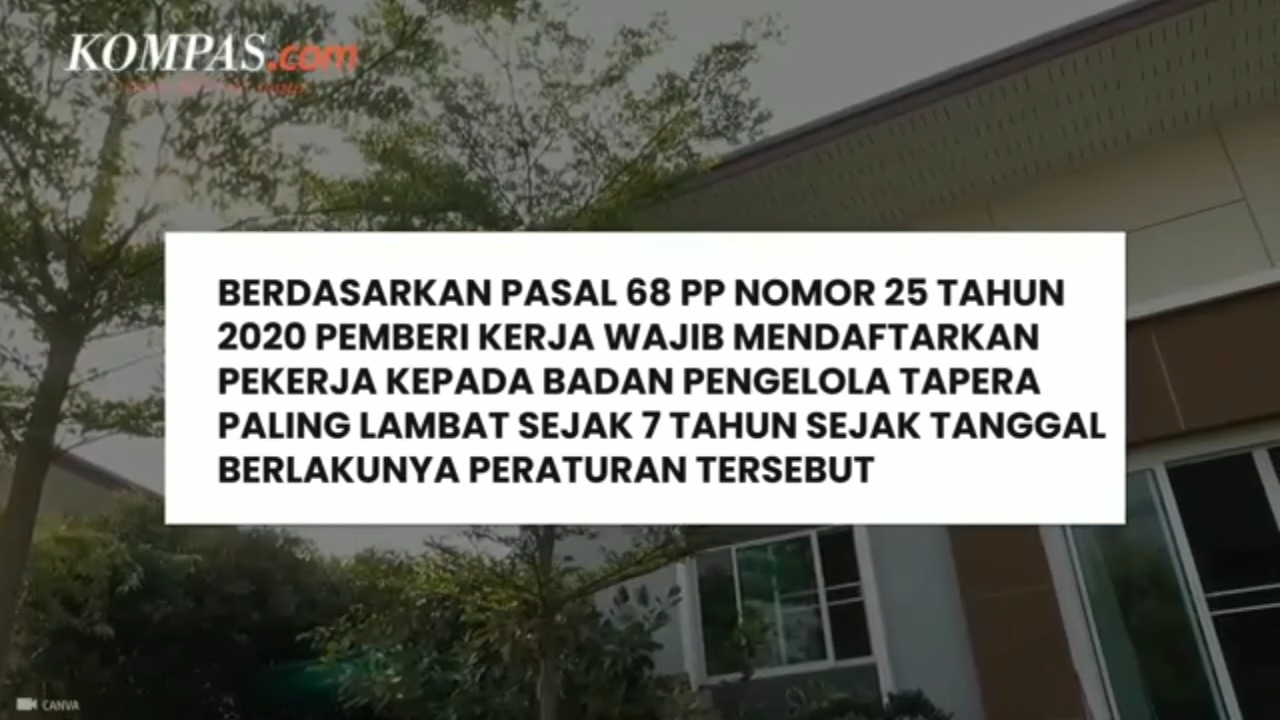 KOMPAS.com
BERDASARKAN PASAL 68 PP NOMOR 25 TAHUN
2020 PEMBERI KERJA WAJIB MENDAFTARKAN
PEKERJA KEPADA BADAN PENGELOLA TAPERA
PALING LAMBAT SEJAK 7 TAHUN SEJAK TANGGAL
BERLAKUNYA PERATURAN TERSEBUT
CANVA